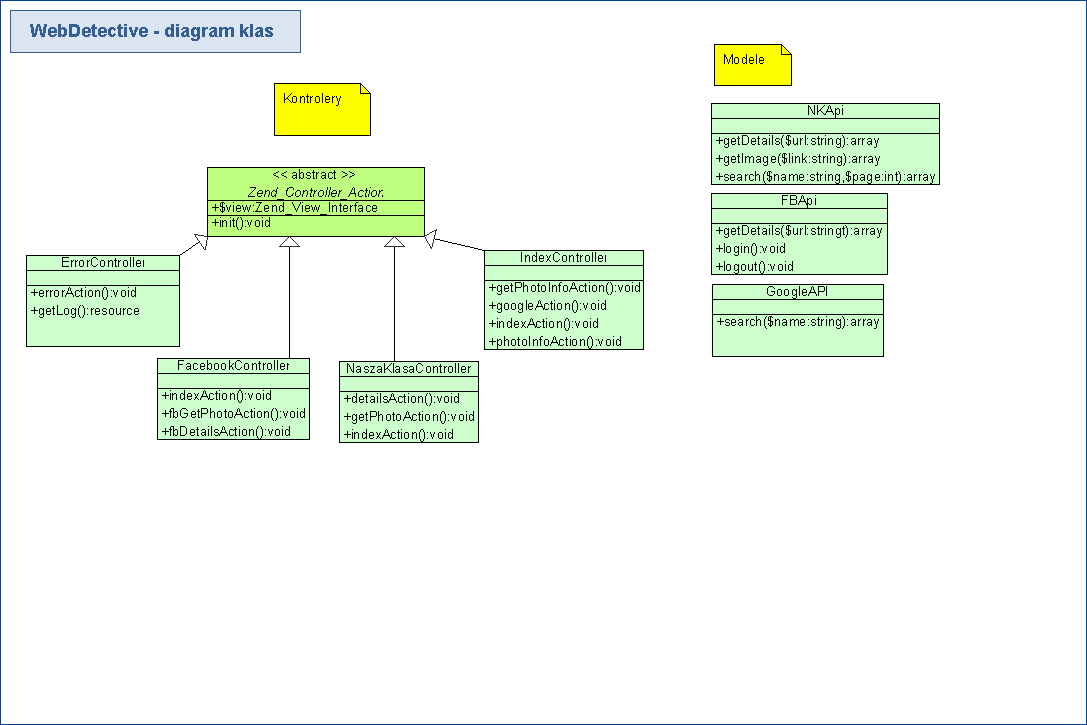 WebDetective - diagram klas
Kontrolery
<< abstract >>
Zend_Controller_Action
+$view:Zend_View_Interface
+init():void
ErrorController
+errorAction():void
+getLog():resource
FacebookController
+indexAction():void
+fbGetPhotoAction():void
+fbDetailsAction():void
NaszaKlasaController
+detailsAction():void
+getPhotoAction():void
+indexAction():void
IndexController
+getPhotoInfoAction():void
+googleAction():void
+indexAction():void
+photoInfoAction():void
Modele
NKApi
+getDetails($url:string):array
+getImage($link:string):array
+search($name:string,$page:int):array
FBApi
+getDetails($url:stringt):array
+login():void
+logout():void
GoogleAPI
+search($name:string):array